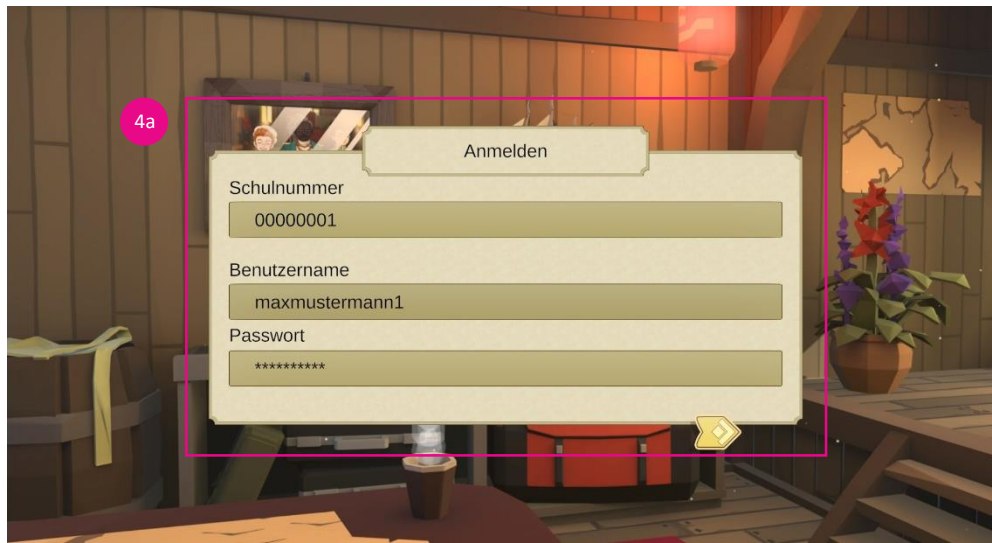 4a
Anmelden
Schulnummer
00000001
Benutzername
maxmustermann1
Passwort
**********